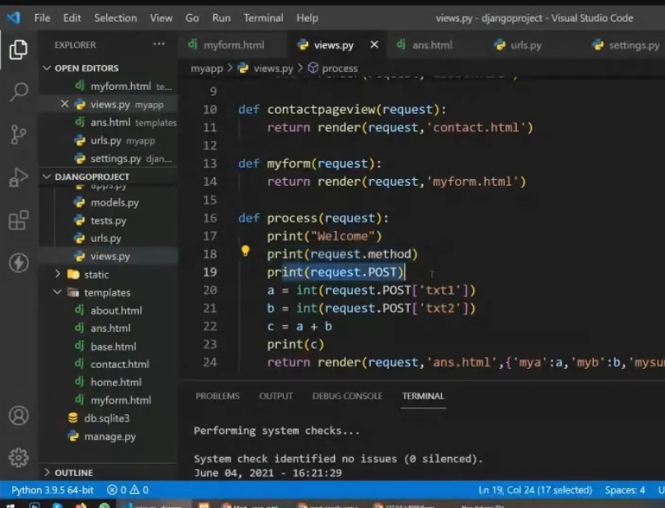 File Edit Selection View Go Run Terminal Help views.py - djangoproject - Visual Studio Code
EXPLORER
myform.html views.py ans.html urls.py settings.py
OPEN EDITORS
myform.html te...
views.py myapp
ans.html templates
urls.py myapp
settings.py djan...
DJANGOPROJECT
apps.py
models.py
tests.py
urls.py
views.py
static
templates
about.html
ans.html
base.html
contact.html
home.html
myform.html
db.sqlite3
manage.py
OUTLINE
myapp > views.py > process
9
10 def contactpageview(request):
11 return render(request,'contact.html')
12
13 def myform(request):
14 return render(request,'myform.html')
15
16 def process(request):
17 print("Welcome")
18 print(request.method)
19 print(request.POST)
20 a = int(request.POST['txt1'])
21 b = int(request.POST['txt2'])
22 c = a + b
23 print(c)
24 return render(request,'ans.html',{'mya':a,'myb':b,'mysu
PROBLEMS OUTPUT DEBUG CONSOLE TERMINAL
Performing system checks...
System check identified no issues (0 silenced).
June 04, 2021 - 16:21:29
Python 3.9.5 64-bit 0 0 Ln 19, Col 24 (17 selected) Spaces: 4 U